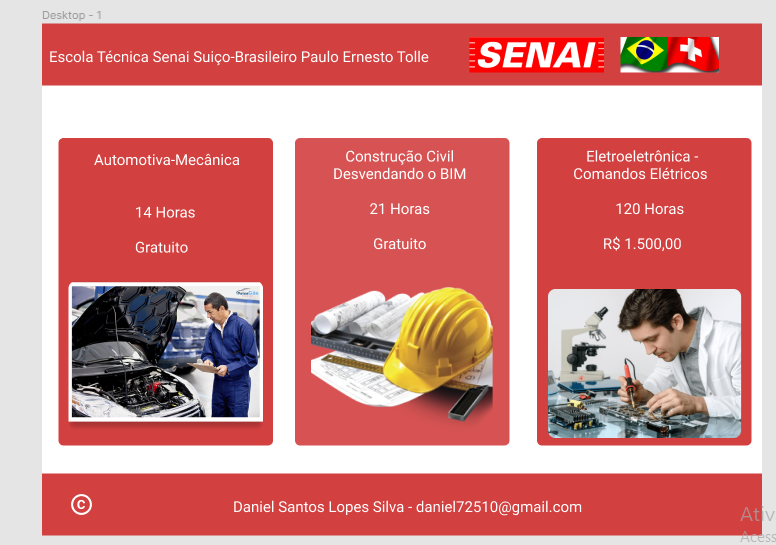 Desktop - 1
Escola Técnica Senai Suiço-Brasileiro Paulo Ernesto Tolle
SENAI
Automotiva-Mecânica
14 Horas
Gratuito
Construção Civil
Desvendando o BIM
21 Horas
Gratuito
Eletroeletrônica -
Comandos Elétricos
120 Horas
R$ 1.500,00
©
Daniel Santos Lopes Silva - daniel72510@gmail.com
Ativ
Acess